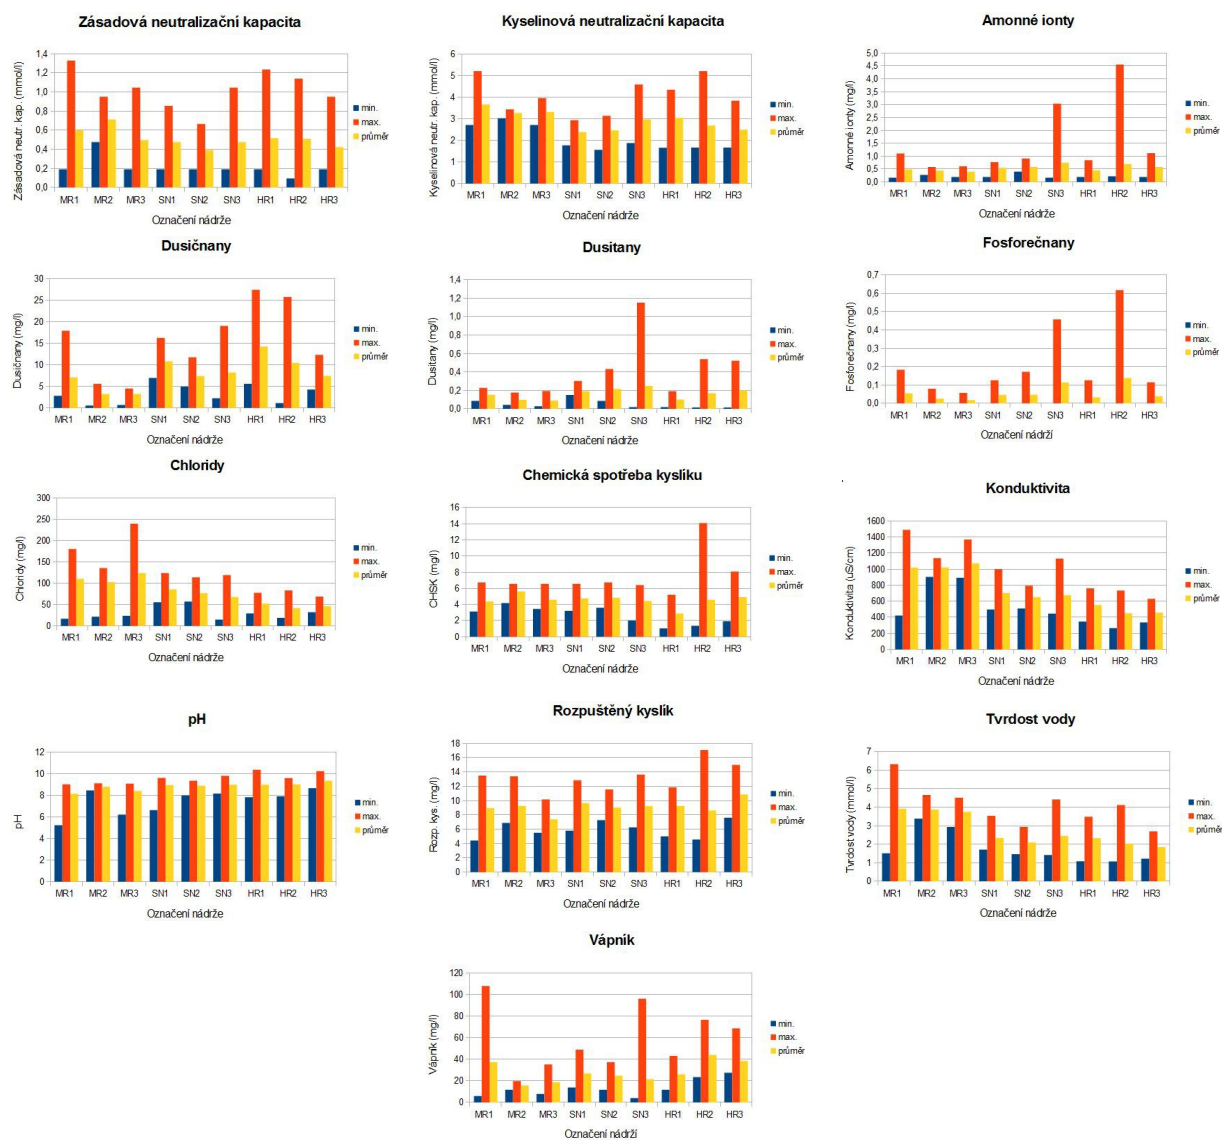 Zásadová neutralizační kapacita
Zásadová neutr. kap. (mmol/l)
1,4
1,2
1,0
0,8
0,6
0,4
0,2
0,0
MR1 MR2 MR3 SN1 SN2 SN3 HR1 HR2 HR3
Označení nádrže
min.
max.
průměr
Kyselinová neutralizační kapacita
Kyselinová neutr. kap. (mmol/l)
6
5
4
3
2
1
0
MR1 MR2 MR3 SN1 SN2 SN3 HR1 HR2 HR3
Označení nádrže
min.
max.
průměr
Amonné ionty
Amonné ionty (mg/l)
5,0
4,5
4,0
3,5
3,0
2,5
2,0
1,5
1,0
0,5
0,0
MR1 MR2 MR3 SN1 SN2 SN3 HR1 HR2 HR3
Označení nádrže
min.
max.
průměr
Dusičnany
Dusičnany (mg/l)
30
25
20
15
10
5
0
MR1 MR2 MR3 SN1 SN2 SN3 HR1 HR2 HR3
Označení nádrže
min.
max.
průměr
Dusitany
Dusitany (mg/l)
1,4
1,2
1,0
0,8
0,6
0,4
0,2
0,0
MR1 MR2 MR3 SN1 SN2 SN3 HR1 HR2 HR3
Označení nádrže
min.
max.
průměr
Fosforečnany
Fosforečnany (mg/l)
0,7
0,6
0,5
0,4
0,3
0,2
0,1
0,0
MR1 MR2 MR3 SN1 SN2 SN3 HR1 HR2 HR3
Označení nádrží
min.
max.
průměr
Chloridy
CHloridy (mg/l)
300
250
200
150
100
50
0
MR1 MR2 MR3 SN1 SN2 SN3 HR1 HR2 HR3
Označení nádrže
min.
max.
průměr
Chemická spotřeba kyslíku
CHSK (mg/l)
16
14
12
10
8
6
4
2
0
MR1 MR2 MR3 SN1 SN2 SN3 HR1 HR2 HR3
Označení nádrže
min.
max.
průměr
Konduktivita
Konduktivita (uS/cm)
1600
1400
1200
1000
800
600
400
200
0
MR1 MR2 MR3 SN1 SN2 SN3 HR1 HR2 HR3
Označení nádrže
min.
max.
průměr
pH
pH
12
10
8
6
4
2
0
MR1 MR2 MR3 SN1 SN2 SN3 HR1 HR2 HR3
Označení nádrže
min.
max.
průměr
Rozpuštěný kyslík
Rozp. kys. (mg/l)
18
16
14
12
10
8
6
4
2
0
MR1 MR2 MR3 SN1 SN2 SN3 HR1 HR2 HR3
Označení nádrže
min.
max.
průměr
Tvrdost vody
Tvrdost vody (mmol/l)
7
6
5
4
3
2
1
0
MR1 MR2 MR3 SN1 SN2 SN3 HR1 HR2 HR3
Označení nádrže
min.
max.
průměr
Vápník
Vápník (mg/l)
120
100
80
60
40
20
0
MR1 MR2 MR3 SN1 SN2 SN3 HR1 HR2 HR3
Označení nádrží
min.
max.
průměr